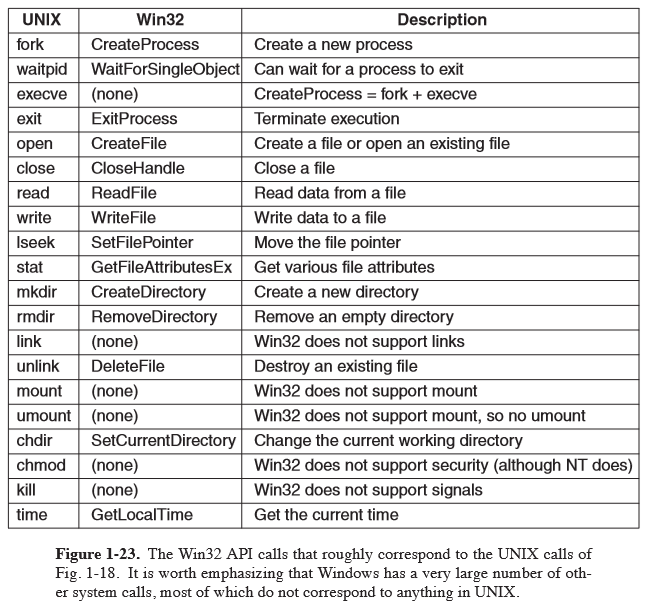 UNIX Win32 Description
fork CreateProcess Create a new process
waitpid WaitForSingleObject Can wait for a process to exit
execve (none) CreateProcess = fork + execve
exit ExitProcess Terminate execution
open CreateFile Create a file or open an existing file
close CloseHandle Close a file
read ReadFile Read data from a file
write WriteFile Write data to a file
lseek SetFilePointer Move the file pointer
stat GetFileAttributesEx Get various file attributes
mkdir CreateDirectory Create a new directory
rmdir RemoveDirectory Remove an empty directory
link (none) Win32 does not support links
unlink DeleteFile Destroy an existing file
mount (none) Win32 does not support mount
umount (none) Win32 does not support mount, so no umount
chdir SetCurrentDirectory Change the current working directory
chmod (none) Win32 does not support security (although NT does)
kill (none) Win32 does not support signals
time GetLocalTime Get the current time
Figure 1-23. The Win32 API calls that roughly correspond to the UNIX calls of
Fig. 1-18. It is worth emphasizing that Windows has a very large number of oth-
er system calls, most of which do not correspond to anything in UNIX.